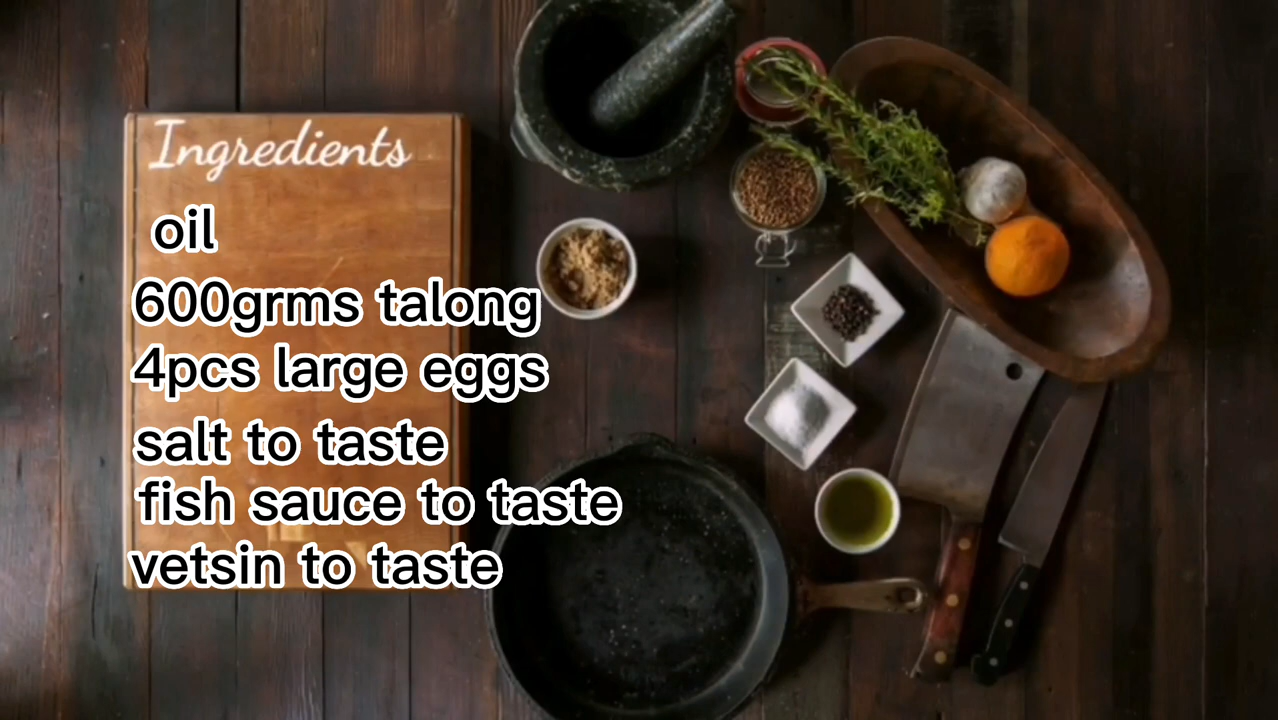 Ingredients
oil
600grms talong
4pcs large eggs
salt to taste
fish sauce to taste
vetsin to taste